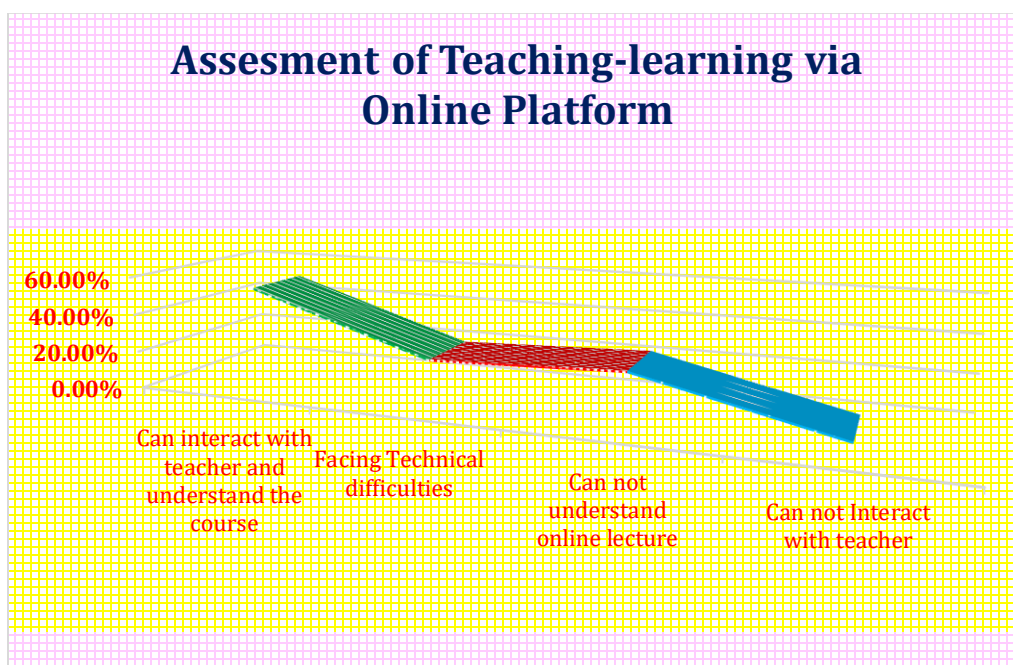 Assesment of Teaching-learning via
Online Platform
60.00%
40.00%
20.00%
0.00%
Can interact with
teacher and
understand the
course
Facing Technical
difficulties
Can not
understand
online lecture
Can not Interact
with teacher